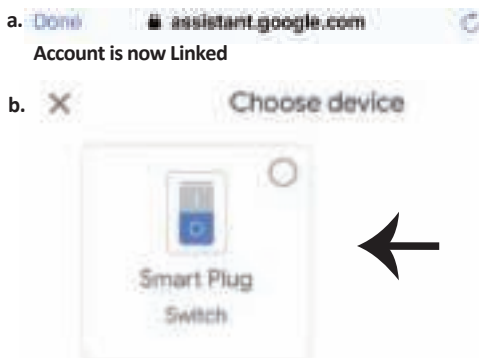 a. Done assistant.google.com
Account is now Linked
b. Choose device
Smart Plug
Switch